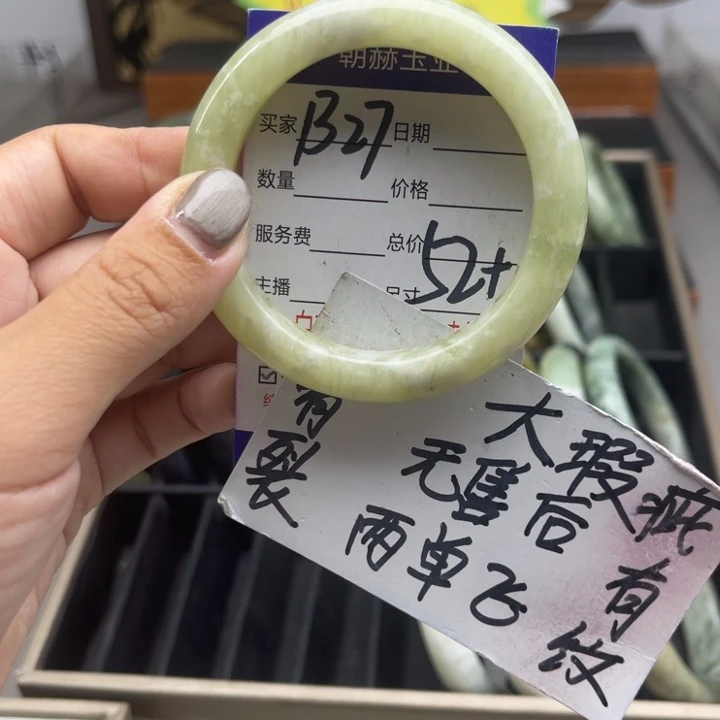 朝赫玉业
买家 B27 日期
数量 价格
服务费 总价
主播 尺寸 52+
有裂
大瑕疵有纹
无售后
两单飞